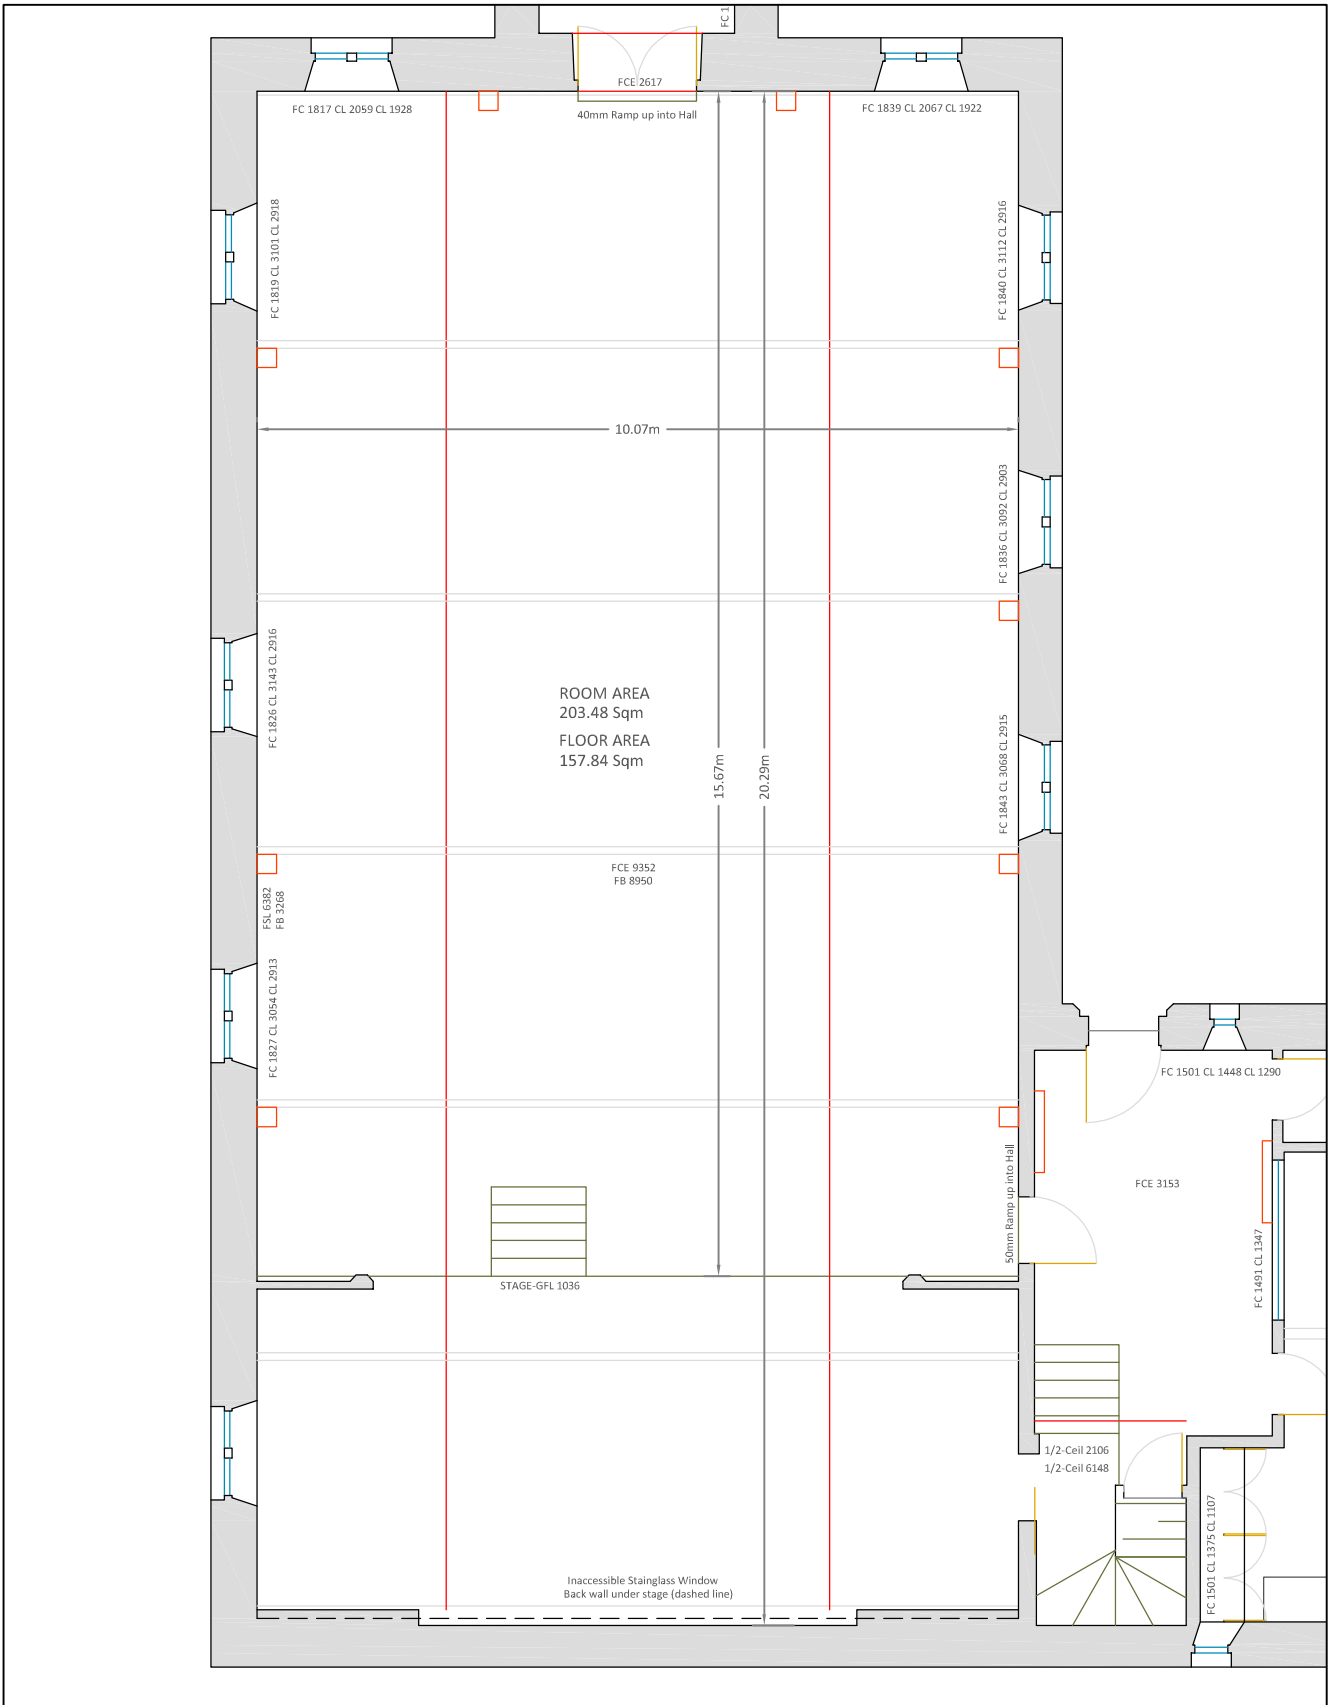 FC 1
FCE 2617
FC 1817 CL 2059 CL 1928
40mm Ramp up into Hall
FC 1839 CL 2067 CL 1922
FC 1819 CL 3101 CL 2918
FC 1840 CL 3112 CL 2916
10.07m
FC 1836 CL 3092 CL 2903
FC 1826 CL 3143 CL 2916
ROOM AREA
203.48 Sqm
FLOOR AREA
157.84 Sqm
15.67m
20.29m
FC 1843 CL 3068 CL 2915
FCE 9352
FB 8950
FSL 6382
FB 3268
FC 1827 CL 3054 CL 2913
FC 1501 CL 1448 CL 1290
50mm Ramp up into Hall
FCE 3153
FC 1491 CL 1347
STAGE-GFL 1036
1/2-Ceil 2106
1/2-Ceil 6148
FC 1501 CL 1375 CL 1107
Inaccessible Stainglass Window
Back wall under stage (dashed line)